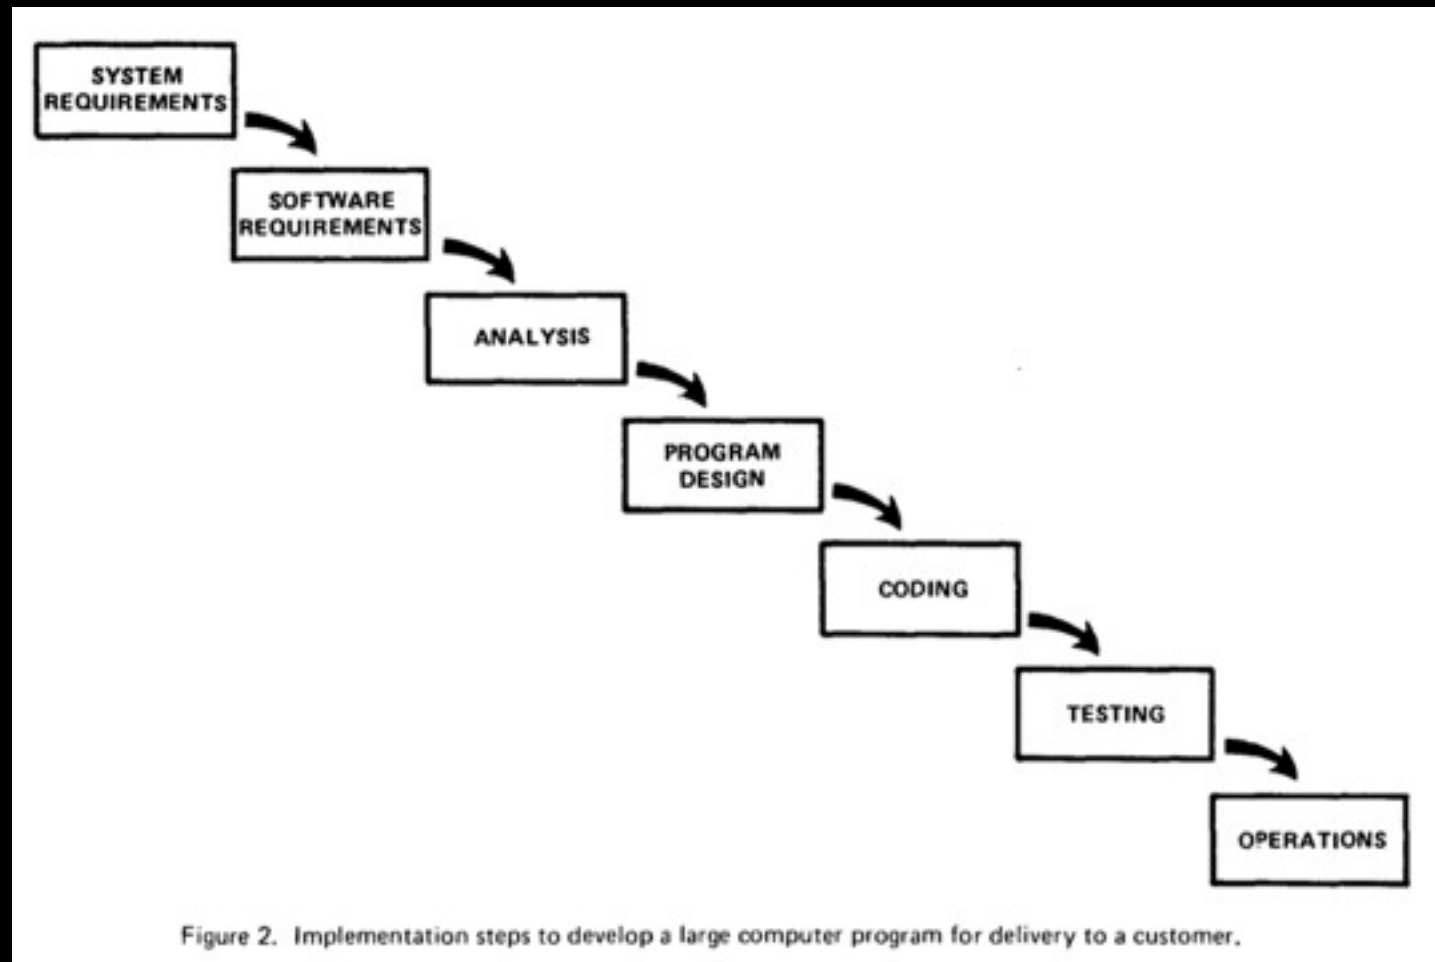 SYSTEM
REQUIREMENTS
SOFTWARE
REQUIREMENTS
ANALYSIS
PROGRAM
DESIGN
CODING
TESTING
OPERATIONS
Figure 2. Implementation steps to develop a large computer program for delivery to a customer.